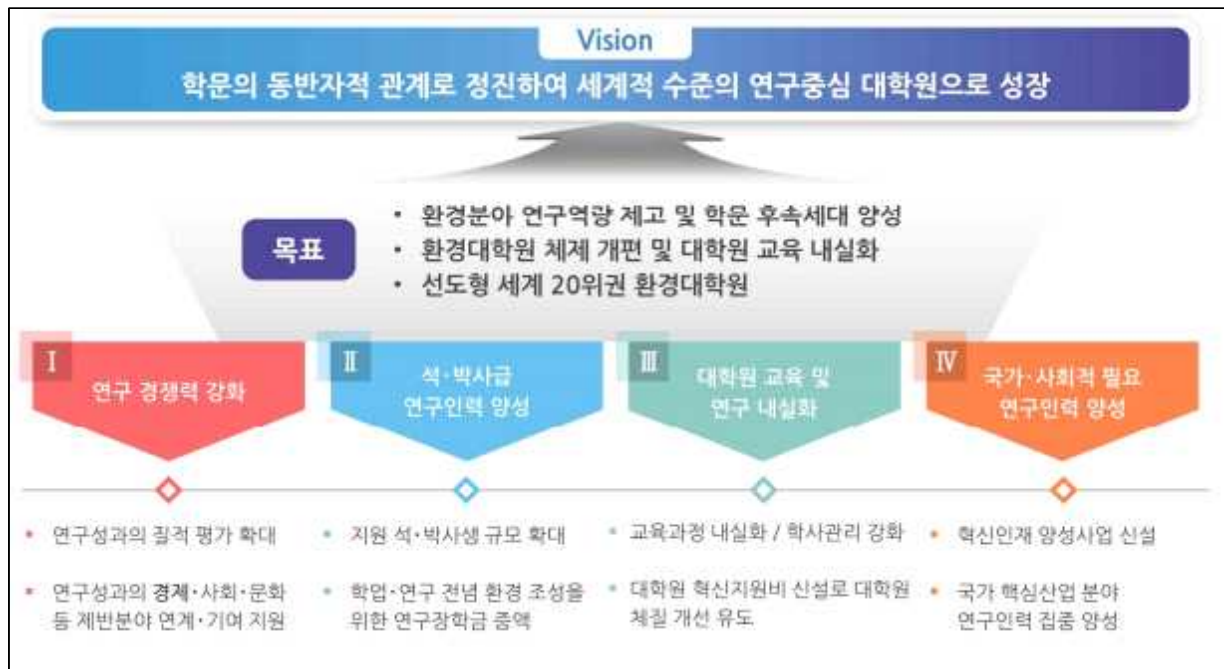 Vision
학문의 동반자적 관계로 정진하여 세계적 수준의 연구중심 대학원으로 성장
목표
• 환경분야 연구역량 제고 및 학문 후속세대 양성
• 환경대학원 체제 개편 및 대학원 교육 내실화
• 선도형 세계 20위권 환경대학원
Ⅰ
연구 경쟁력 강화
Ⅱ
석·박사급
연구인력 양성
Ⅲ
대학원 교육 및
연구 내실화
Ⅳ
국가·사회적 필요
연구인력 양성
• 연구성과의 질적 평가 확대
• 연구성과의 경제·사회·문화
등 제반분야 연계·기여 지원
• 지원 석·박사생 규모 확대
• 학업·연구 전념 환경 조성을
위한 연구장학금 증액
• 교육과정 내실화 / 학사관리 강화
• 대학원 혁신지원비 신설로 대학원
체질 개선 유도
• 혁신인재 양성사업 신설
• 국가 핵심산업 분야
연구인력 집중 양성